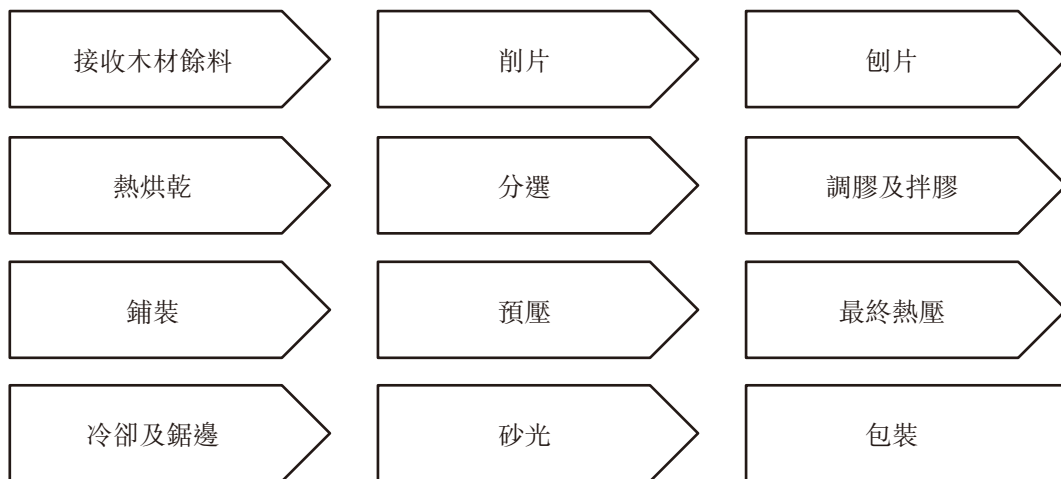 接收木材餘料
削片
刨片
熱烘乾
分選
調膠及拌膠
鋪裝
預壓
最終熱壓
冷卻及鋸邊
砂光
包裝